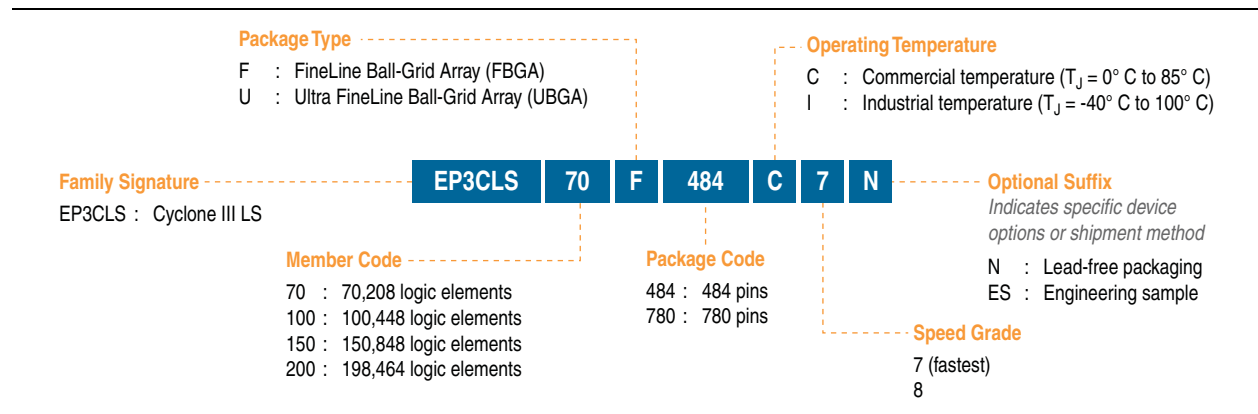 Package Type
F : FineLine Ball-Grid Array (FBGA)
U : Ultra FineLine Ball-Grid Array (UBGA)
Operating Temperature
C : Commercial temperature (TJ = 0° C to 85° C)
I : Industrial temperature (TJ = -40° C to 100° C)
EP3CLS 70 F 484 C 7 N
Family Signature
EP3CLS : Cyclone III LS
Optional Suffix
Indicates specific device
options or shipment method
N : Lead-free packaging
ES : Engineering sample
Member Code
70 : 70,208 logic elements
100 : 100,448 logic elements
150 : 150,848 logic elements
200 : 198,464 logic elements
Package Code
484 : 484 pins
780 : 780 pins
Speed Grade
7 (fastest)
8